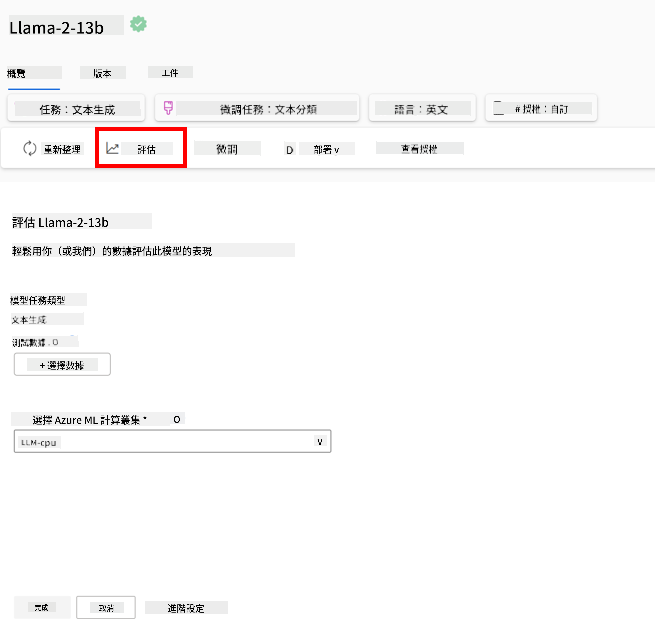 Llama-2-13b
概覽 版本 工件
任務：文本生成 微調任務：文本分類 語言：英文 # 授權：自訂
重新整理 評估 微調 D 部署 v 查看授權
評估 Llama-2-13b
輕鬆用你（或我們）的數據評估此模型的表現
模型任務類型
文本生成
測試數據 . O
+ 選擇數據
選擇 Azure ML 計算叢集 * O
LLM-cpu v
完成 取消 進階設定